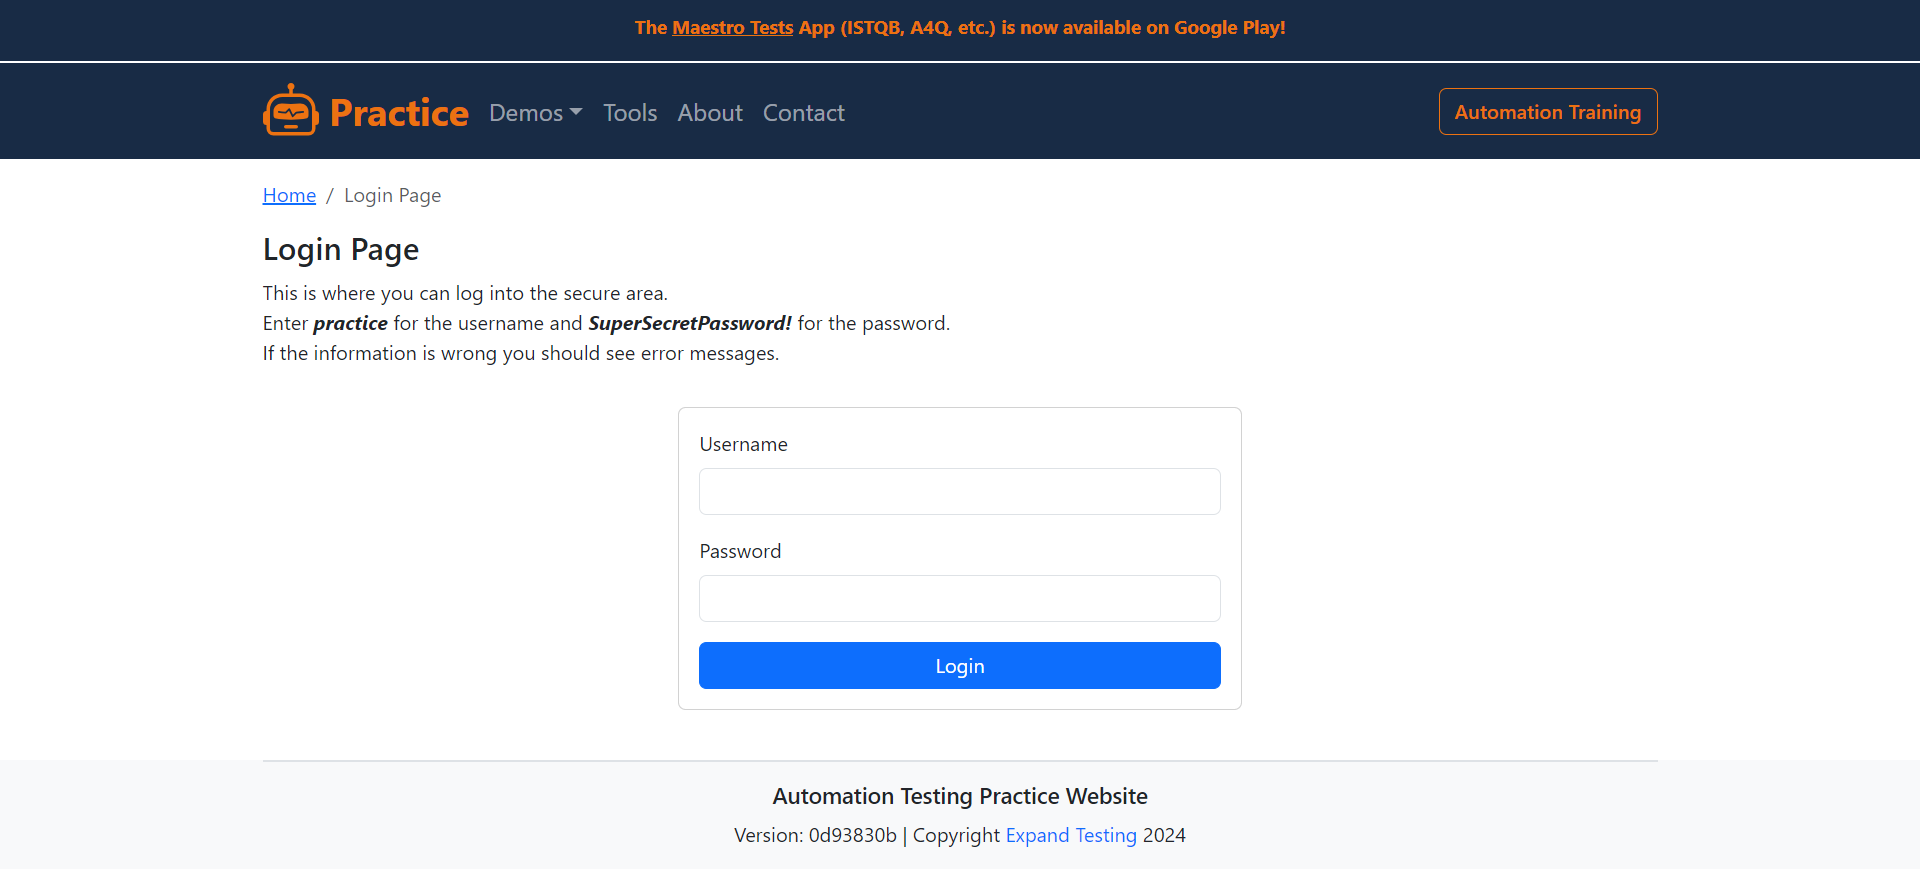 The Maestro Tests App (ISTQB, A4Q, etc.) is now available on Google Play!
Practice Demos Tools About Contact Automation Training
Home / Login Page
Login Page
This is where you can log into the secure area.
Enter practice for the username and SuperSecretPassword! for the password.
If the information is wrong you should see error messages.
Username
Password
Login
Automation Testing Practice Website
Version: 0d93830b | Copyright Expand Testing 2024